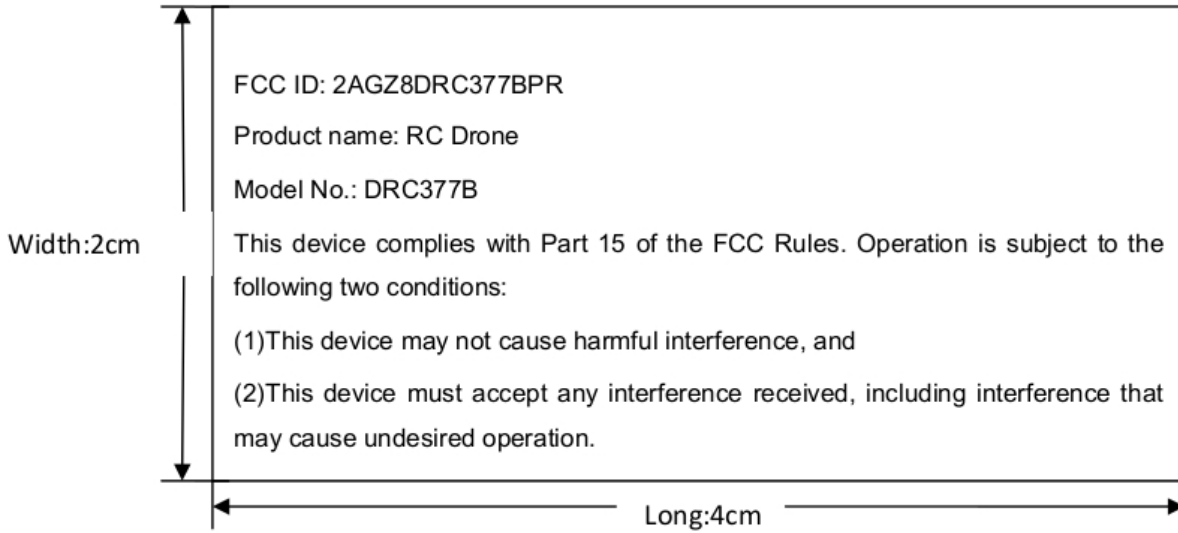 FCC ID: 2AGZ8DRC377BPR
Product name: RC Drone
Model No.: DRC377B
Width:2cm
This device complies with Part 15 of the FCC Rules. Operation is subject to the
following two conditions:
(1)This device may not cause harmful interference, and
(2)This device must accept any interference received, including interference that
may cause undesired operation.
Long:4cm